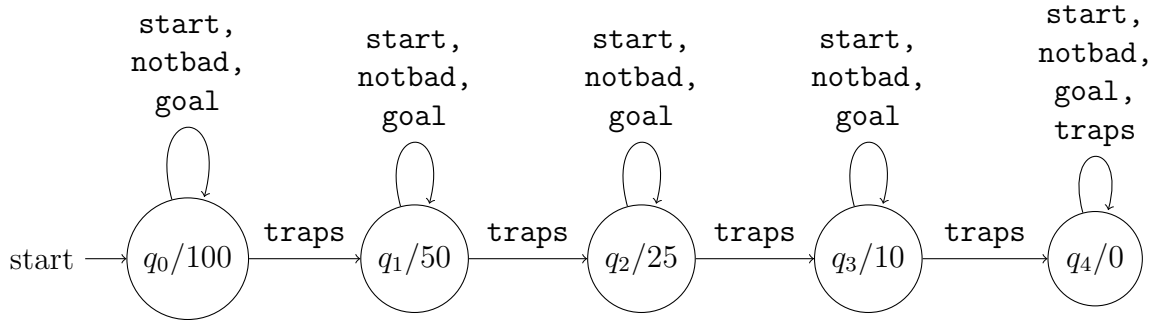 start,
notbad,
goal
start,
notbad,
goal
start,
notbad,
goal
start,
notbad,
goal
start,
notbad,
goal,
traps
start
q0/100
traps
q1/50
traps
q2/25
traps
q3/10
traps
q4/0